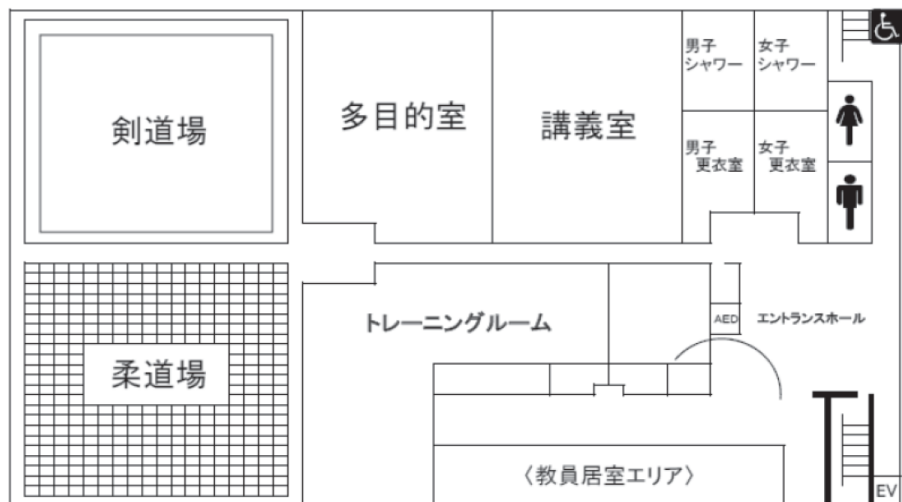 剣道場
多目的室
講義室
男子
シャワー
女子
シャワー
男子
更衣室
女子
更衣室
柔道場
トレーニングルーム
AED
エントランスホール
〈教員居室エリア〉
EV